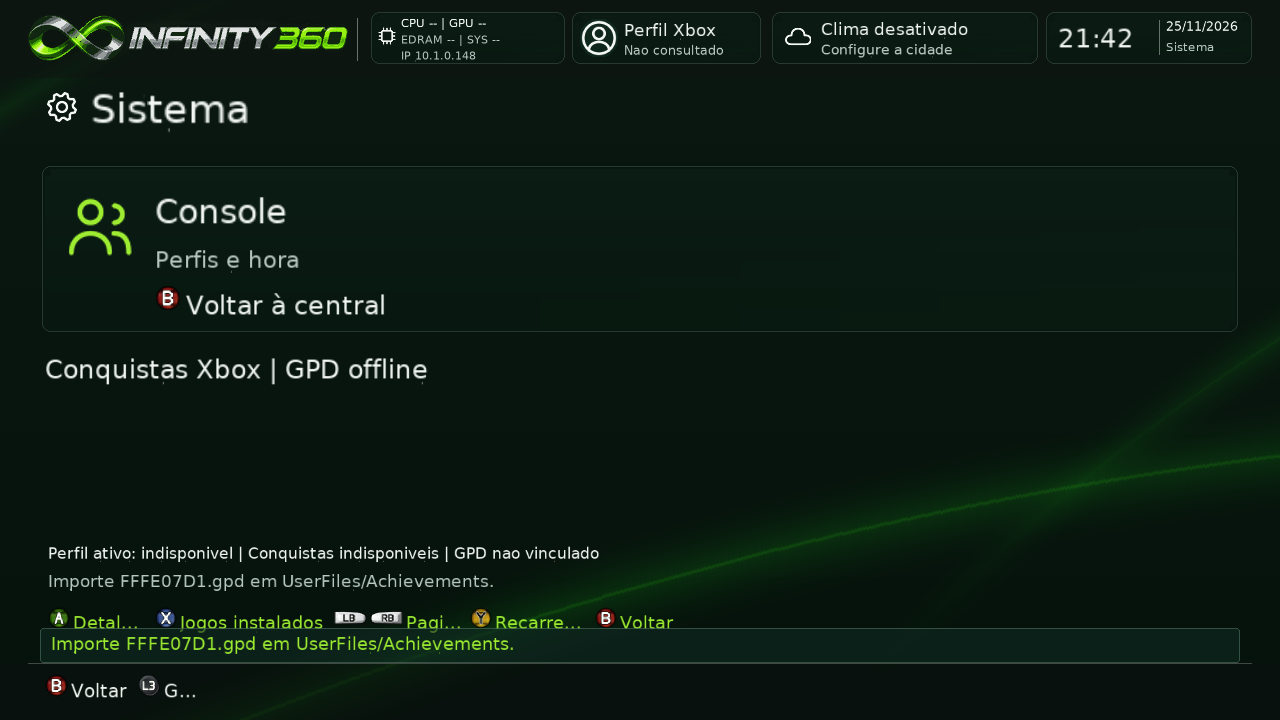 INFINITY 360
CPU -- | GPU --
EDRAM -- | SYS --
IP 10.1.0.148
Perfil Xbox
Nao consultado
Clima desativado
Configure a cidade
21:42
25/11/2026
Sistema
Sistema
Console
Perfis e hora
B Voltar à central
Conquistas Xbox | GPD offline
Perfil ativo: indisponivel | Conquistas indisponiveis | GPD nao vinculado
Importe FFFE07D1.gpd em UserFiles/Achievements.
A Detal... X Jogos instalados LB RB Pagi... Y Recarre... B Voltar
Importe FFFE07D1.gpd em UserFiles/Achievements.
B Voltar L3 G...